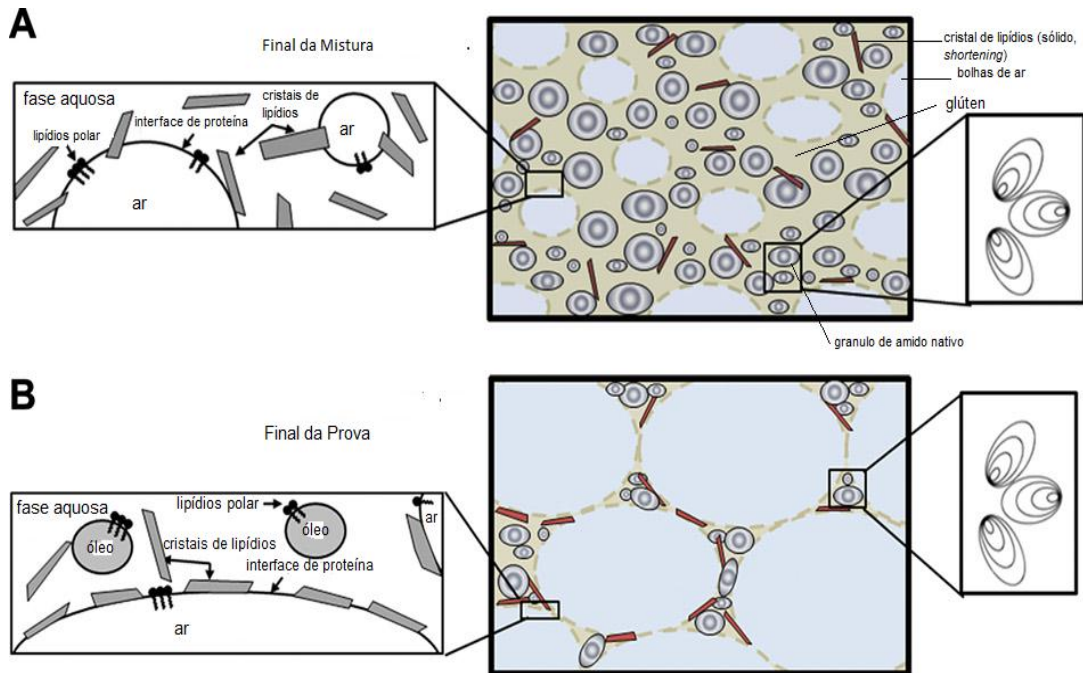 A
Final da Mistura
fase aquosa
lipídios polar
interface de proteína
cristais de
lipídios
ar
ar
cristal de lipídios (sólido,
shortening)
bolhas de ar
glúten
granulo de amido nativo
B
Final da Prova
fase aquosa
lipídios polar
óleo
óleo
ar
cristais de lipídios
interface de proteína
ar